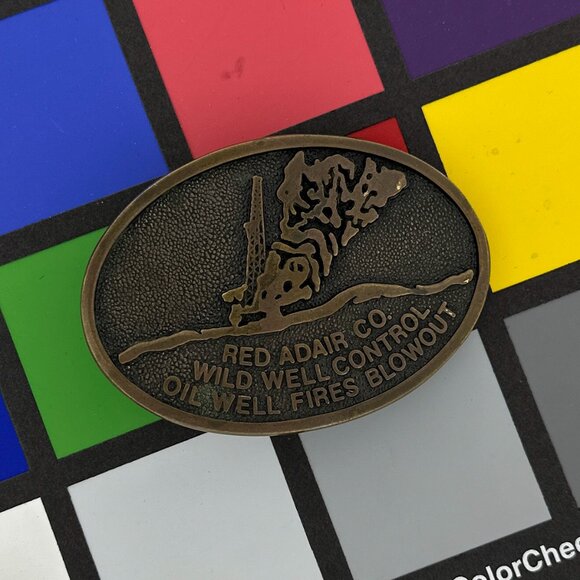 RED ADAIR CO.
WILD WELL CONTROL
OIL WELL FIRES BLOWOUT
ColorChec